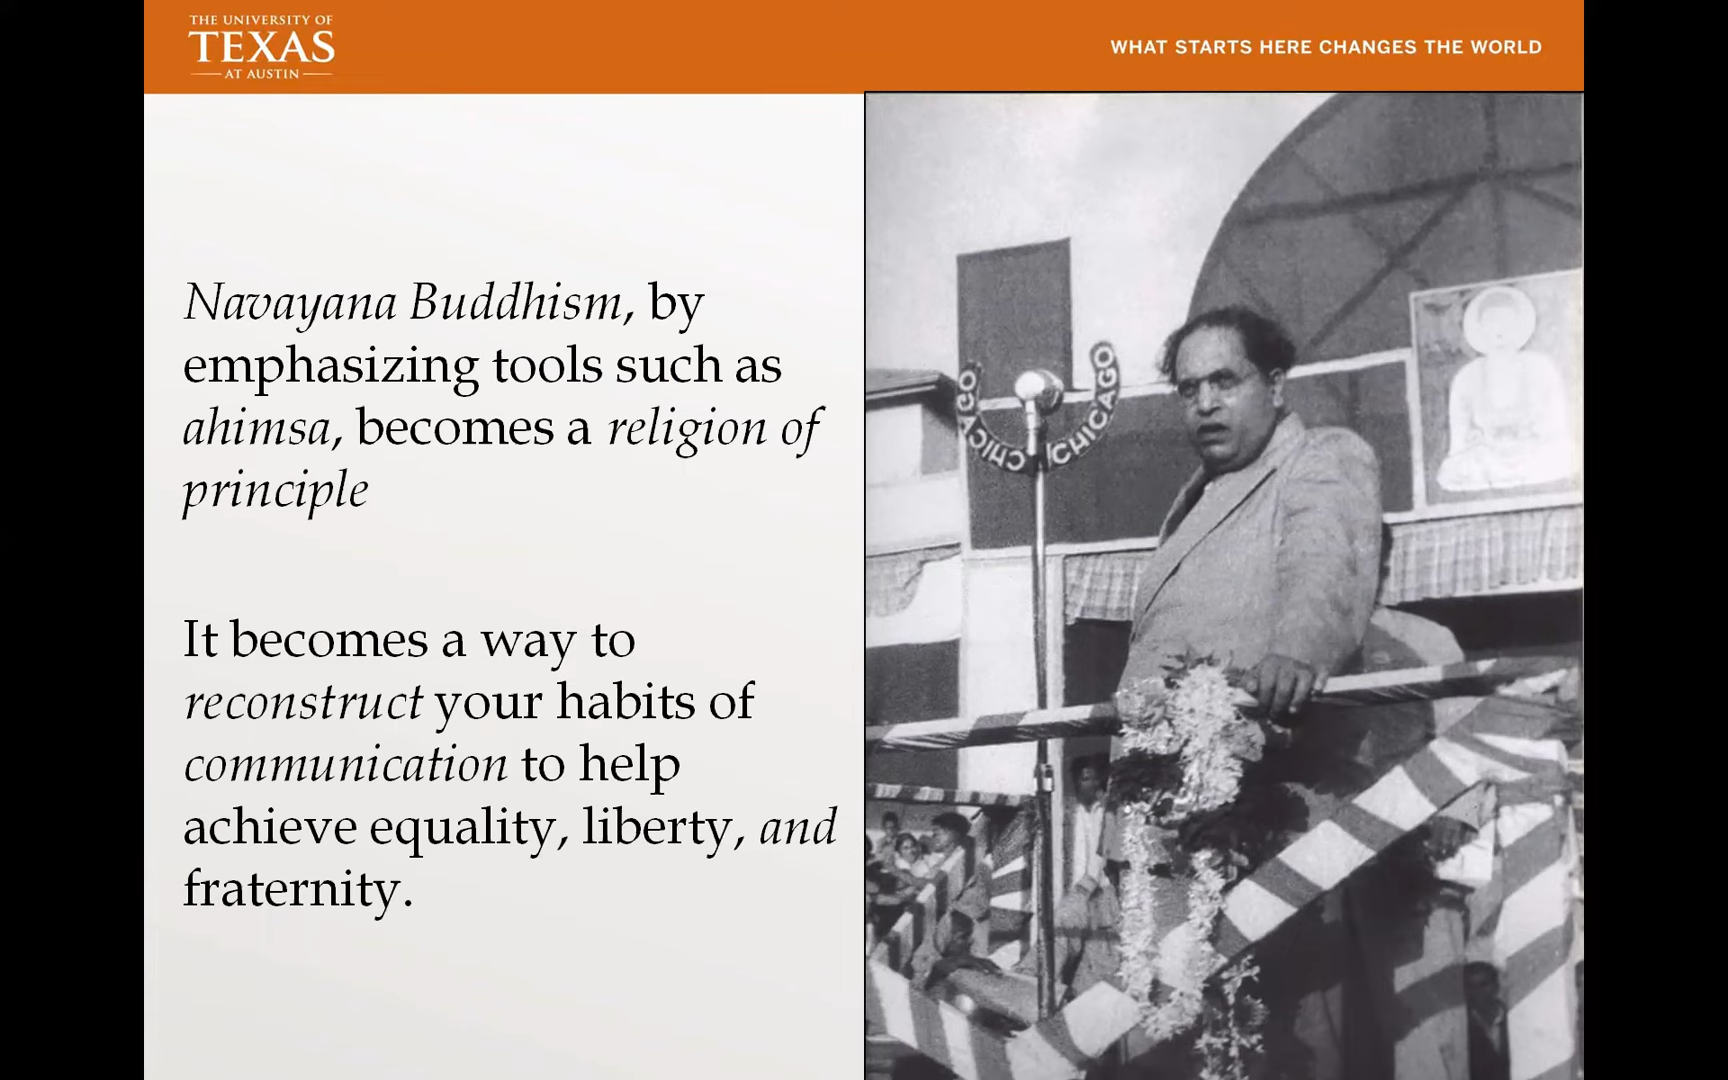 THE UNIVERSITY OF
TEXAS
AT AUSTIN
WHAT STARTS HERE CHANGES THE WORLD
Navayana Buddhism, by
emphasizing tools such as
ahimsa, becomes a religion of
principle
It becomes a way to
reconstruct your habits of
communication to help
achieve equality, liberty, and
fraternity.
CHICAGO
CHICAGO